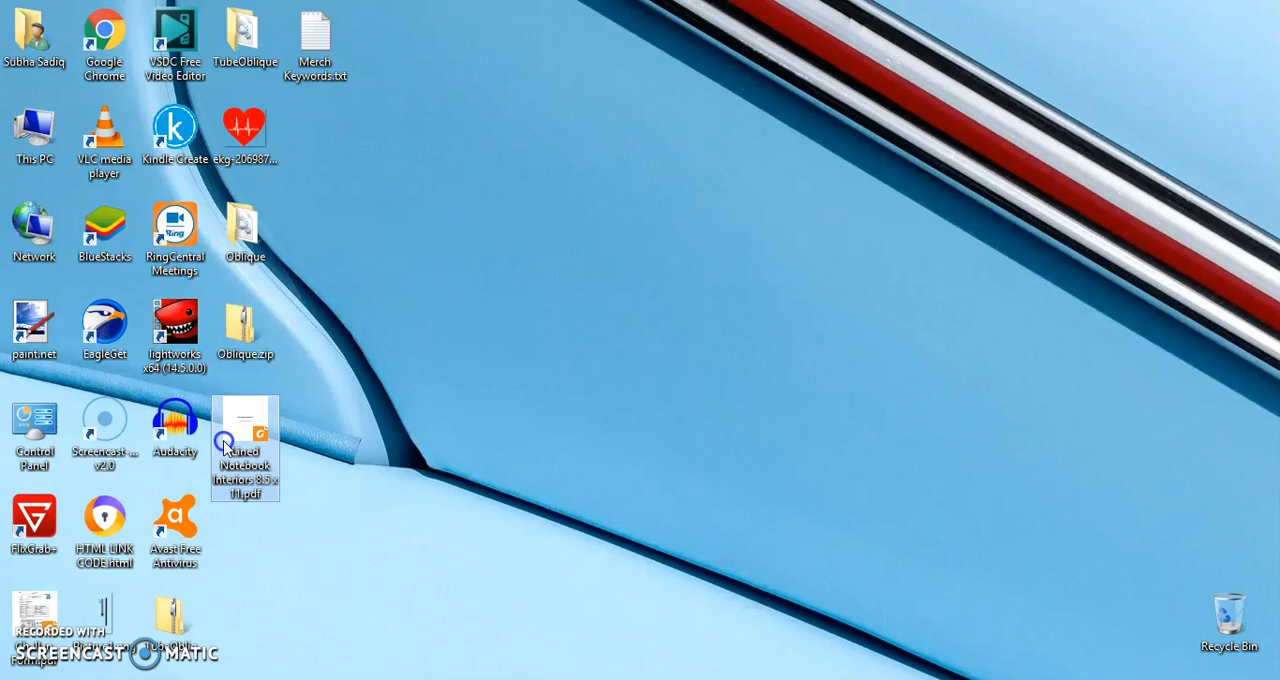 Subha Sadiq
Google
Chrome
VSDC Free
Video Editor
TubeOblique
Merch
Keywords.txt
This PC
VLC media
player
Kindle Create
ekg-206987...
Network
BlueStacks
RingCentral
Meetings
Oblique
paint.net
EagleGet
lightworks
x64 (14.5.0.0)
Oblique.zip
Control
Panel
Screencast-...
v2.0
Audacity
Lined
Notebook
Interiors 8.5 x
11.pdf
FlixGrab+
HTML LINK
CODE.html
Avast Free
Antivirus
RECORDED WITH
SCREENCAST MATIC
Recycle Bin